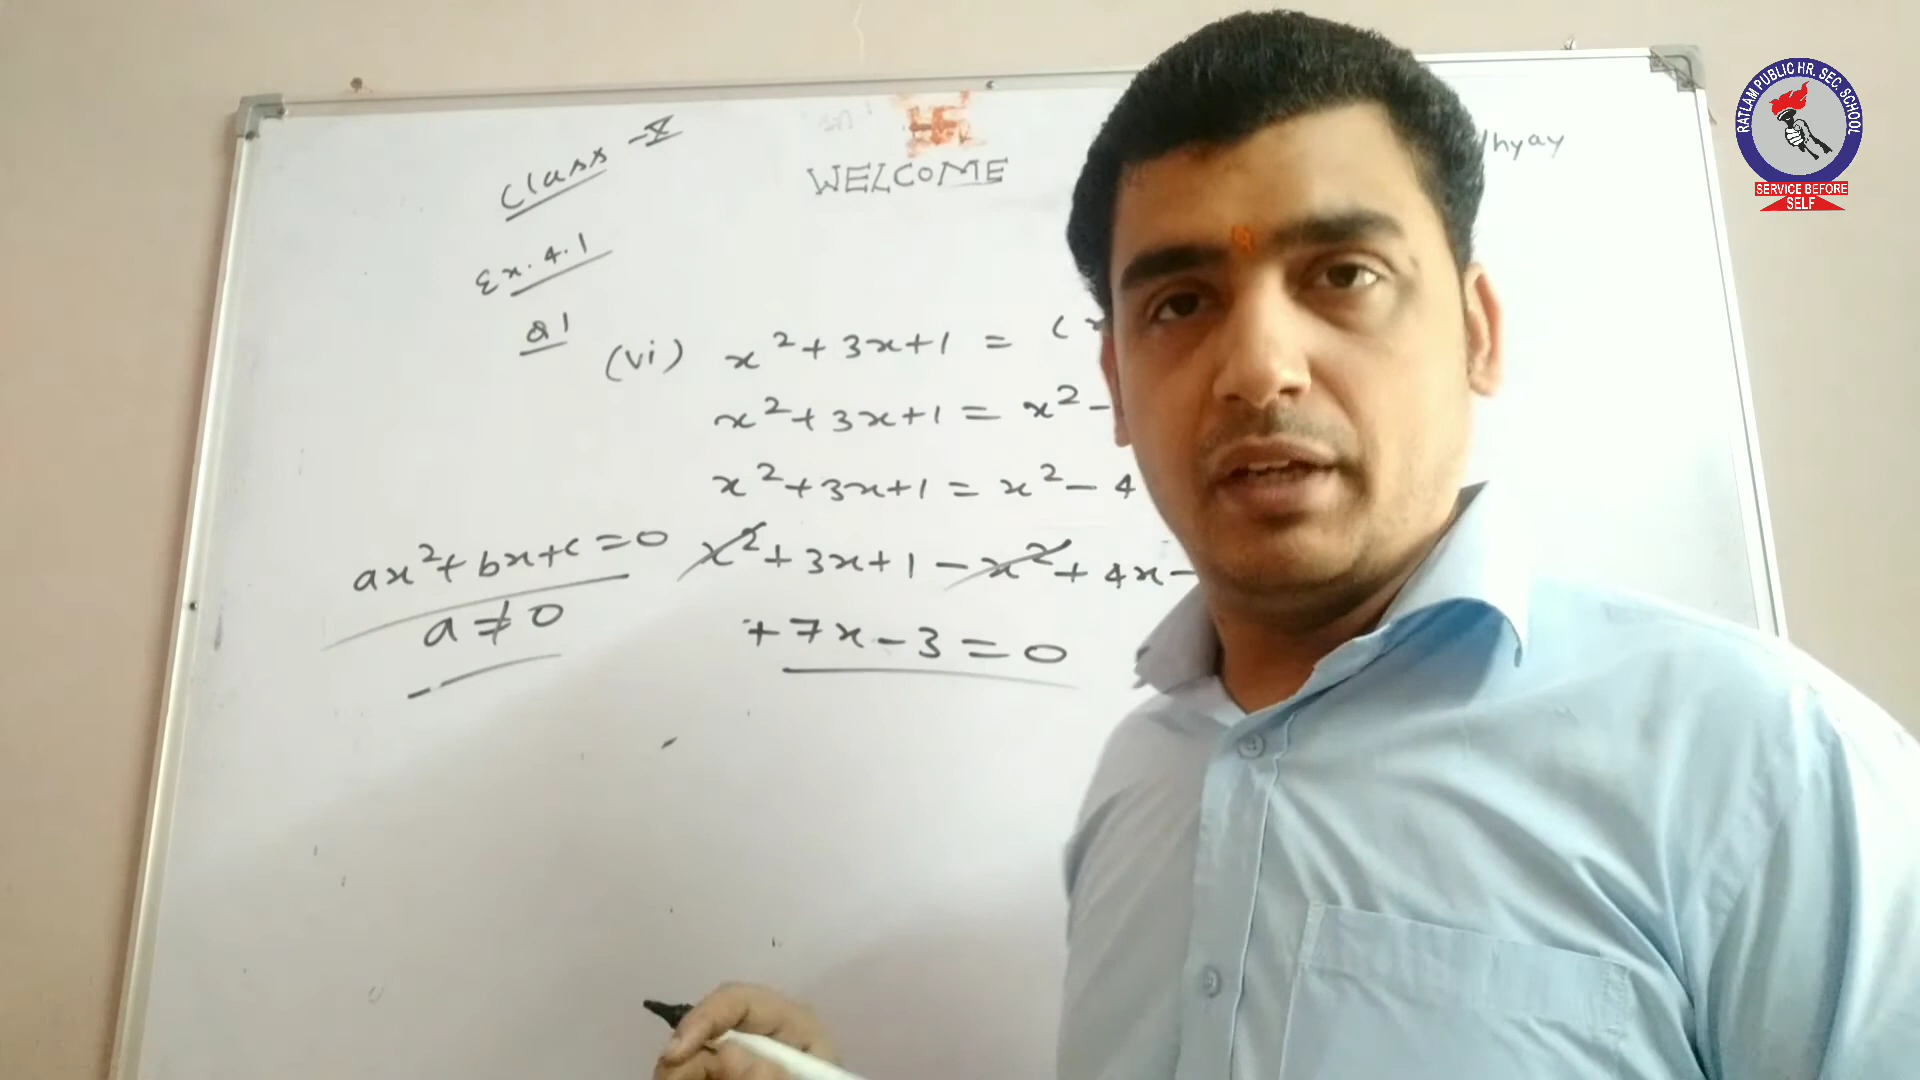 Class -X
WELCOME
hyay
RATLAM PUBLIC HR. SEC. SCHOOL
SERVICE BEFORE
SELF
Ex. 4.1
Q1
(vi) x²+3x+1 = (x
x²+3x+1 = x²-
x²+3x+1 = x²-4
ax²+bx+c=0
x²+3x+1-x²+4x-
a≠0
+7x-3=0